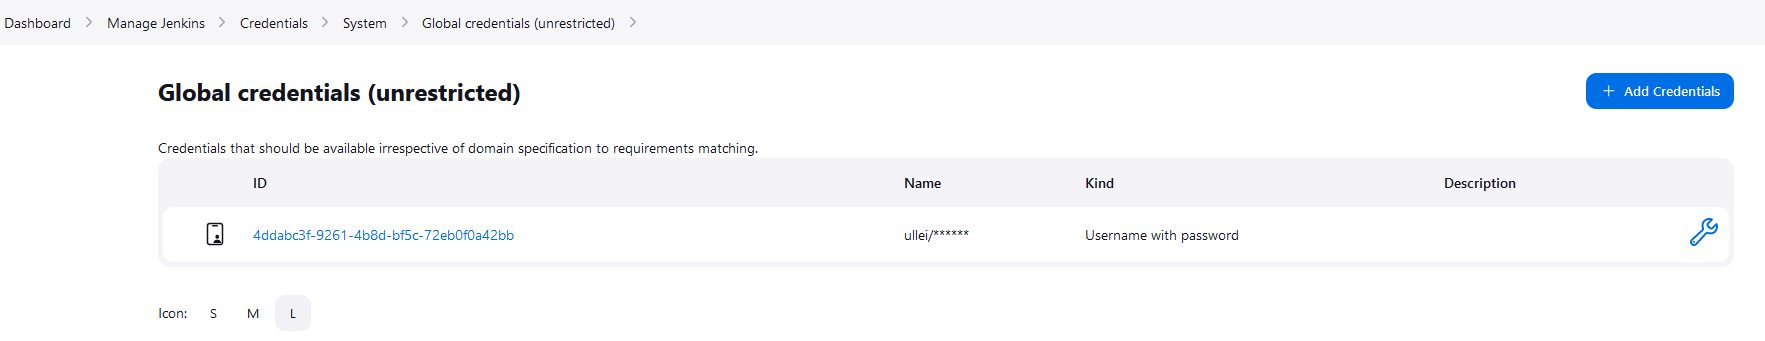 Dashboard > Manage Jenkins > Credentials > System > Global credentials (unrestricted) >
Global credentials (unrestricted)
+ Add Credentials
Credentials that should be available irrespective of domain specification to requirements matching.
ID Name Kind Description
4ddabc3f-9261-4b8d-bf5c-72eb0f0a42bb ullei/****** Username with password
Icon: S M L